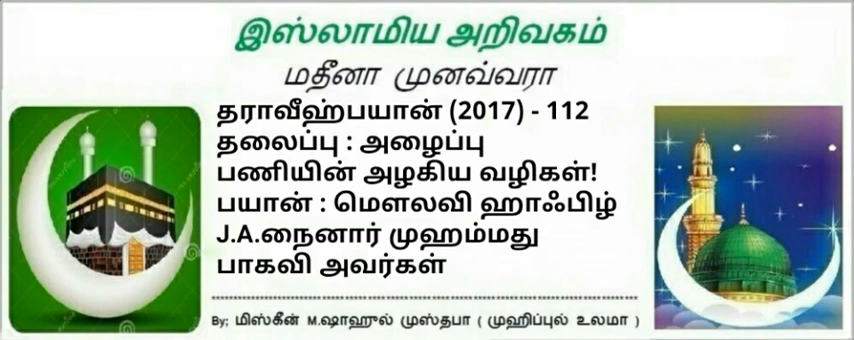 இஸ்லாமிய அறிவகம்
மதீனா முனவ்வரா
தராவீஹ்பயான் (2017) - 112
தலைப்பு : அழைப்பு
பணியின் அழகிய வழிகள்!
பயான் : மௌலவி ஹாஃபிழ்
J.A.நைனார் முஹம்மது
பாகவி அவர்கள்
By; மிஸ்கீன் M.ஷாஹுல் முஸ்தபா ( முஹிப்புல் உலமா )